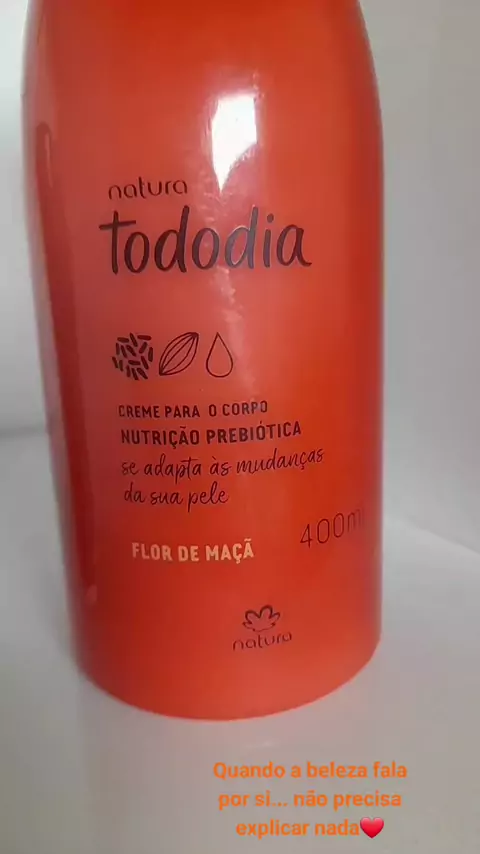 natura
tododia
CREME PARA O CORPO
NUTRIÇÃO PREBIÓTICA
se adapta às mudanças
da sua pele
400ml
FLOR DE MAÇÃ
natura
Quando a beleza fala
por si... não precisa
explicar nada❤️